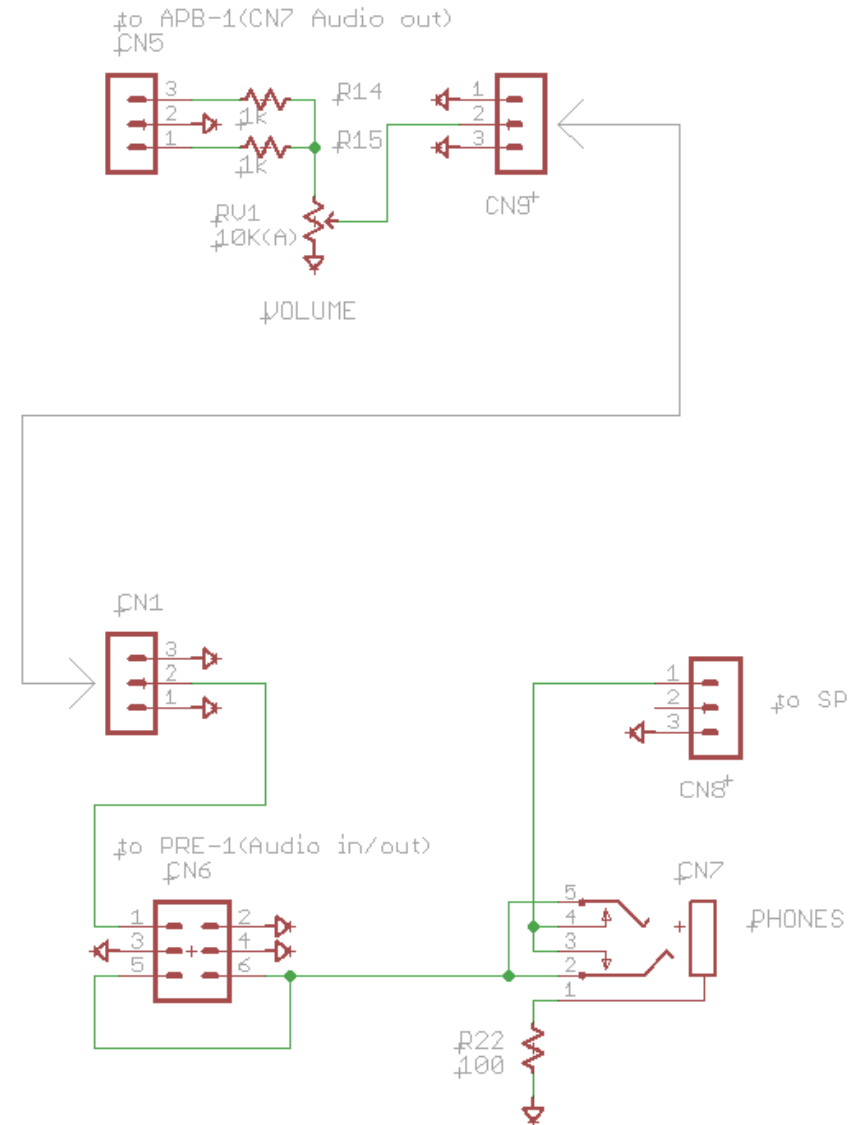 to APB-1(CN7 Audio out)
CN5
3
2
1
R14
1k
R15
1k
1
2
3
CN9
RV1
10K(A)
VOLUME
CN1
3
2
1
1
2
3
to SP
CN8
to PRE-1(Audio in/out)
CN6
1
2
3
4
5
6
CN7
5
4
3
2
1
PHONES
R22
100